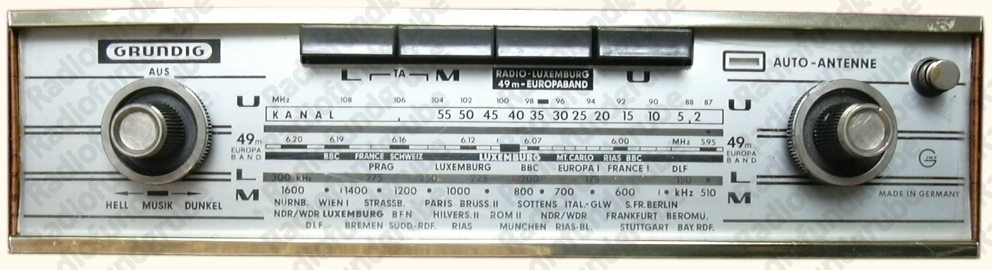 GRUNDIG
AUS
L TA M
RADIO-LUXEMBURG
49m-EUROPABAND
U
AUTO-ANTENNE
U MHz 108 106 104 102 100 98 96 94 92 90 88 87 U
KANAL 55 50 45 40 35 30 25 20 15 10 5 2
49m EUROPA BAND 6.20 6.19 6.16 6.12 6.07 6.00 MHz 5.95 49m EUROPA BAND
BBC FRANCE SCHWEIZ LUXEMBURG MT.CARLO RIAS BBC
PRAG LUXEMBURG BBC EUROPA I FRANCE I DLF
L 300 kHz 275 250 225 200 175 150 L
M 1600 1400 1200 1000 800 700 600 kHz 510 M
HELL MUSIK DUNKEL
MADE IN GERMANY
NÜRNB. WIEN I STRASSB. PARIS BRUSS.II SOTTENS ITAL.-GLW S.FR.BERLIN
NDR/WDR LUXEMBURG BFN HILVERS.II ROM II NDR/WDR FRANKFURT BEROMU.
DLF. BREMEN SÜDD.-RDF. RIAS MÜNCHEN RIAS-BL. STUTTGART BAY.RDF.
Radiofundgrube